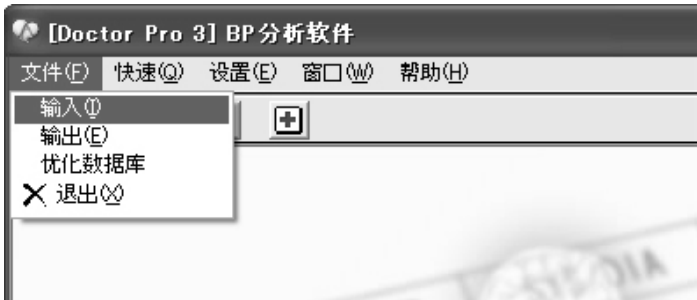 [Doctor Pro 3] BP分析软件
文件(F) 快速(Q) 设置(E) 窗口(W) 帮助(H)
输入(I)
输出(E)
优化数据库
退出(X)